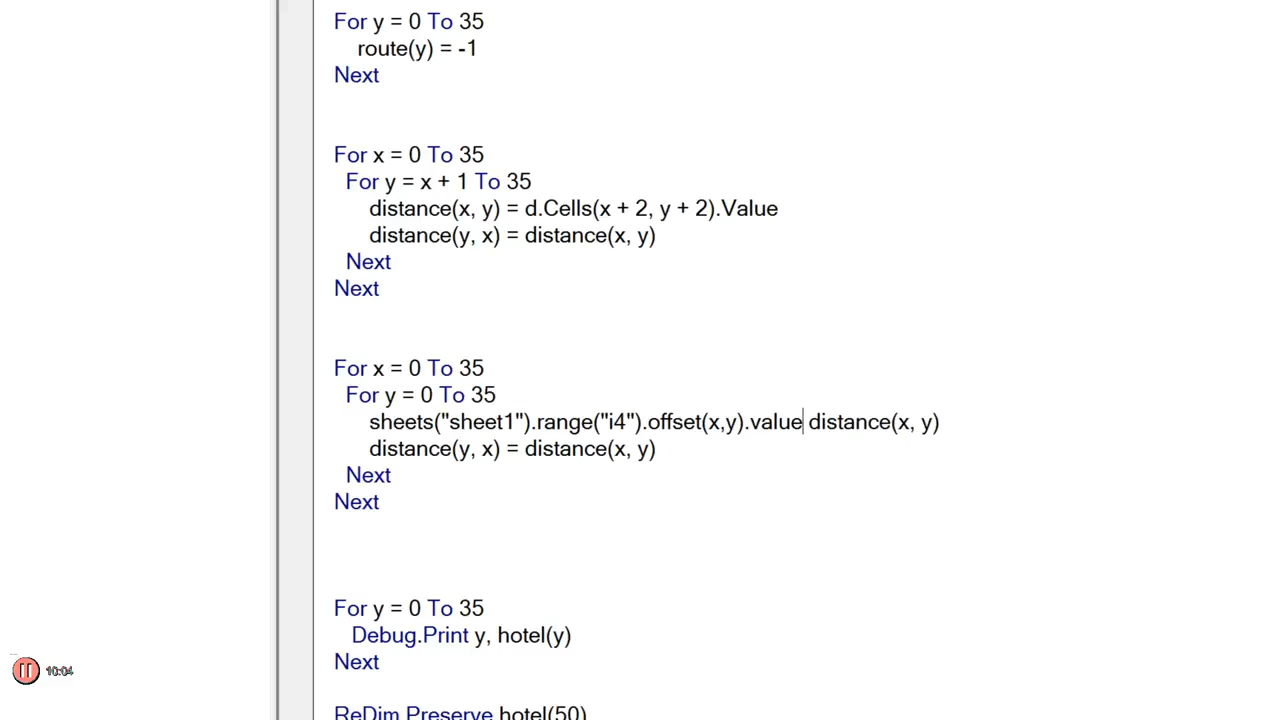 For y = 0 To 35
route(y) = -1
Next
For x = 0 To 35
For y = x + 1 To 35
distance(x, y) = d.Cells(x + 2, y + 2).Value
distance(y, x) = distance(x, y)
Next
Next
For x = 0 To 35
For y = 0 To 35
sheets("sheet1").range("i4").offset(x,y).value distance(x, y)
distance(y, x) = distance(x, y)
Next
Next
For y = 0 To 35
Debug.Print y, hotel(y)
Next
10:04
ReDim Preserve hotel(50)